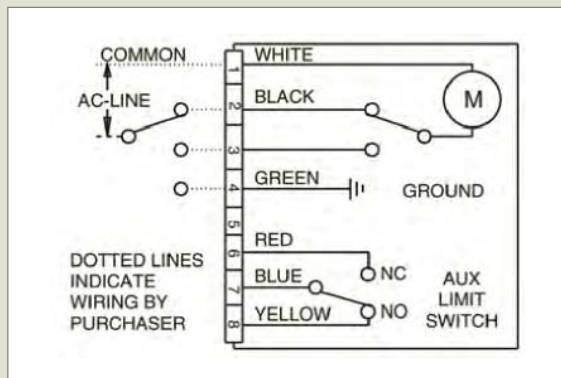 COMMON
WHITE
1
AC-LINE
BLACK
2
M
3
GREEN
4
GROUND
5
RED
6
NC
DOTTED LINES
INDICATE
WIRING BY
PURCHASER
BLUE
7
AUX
LIMIT
SWITCH
NO
YELLOW
8